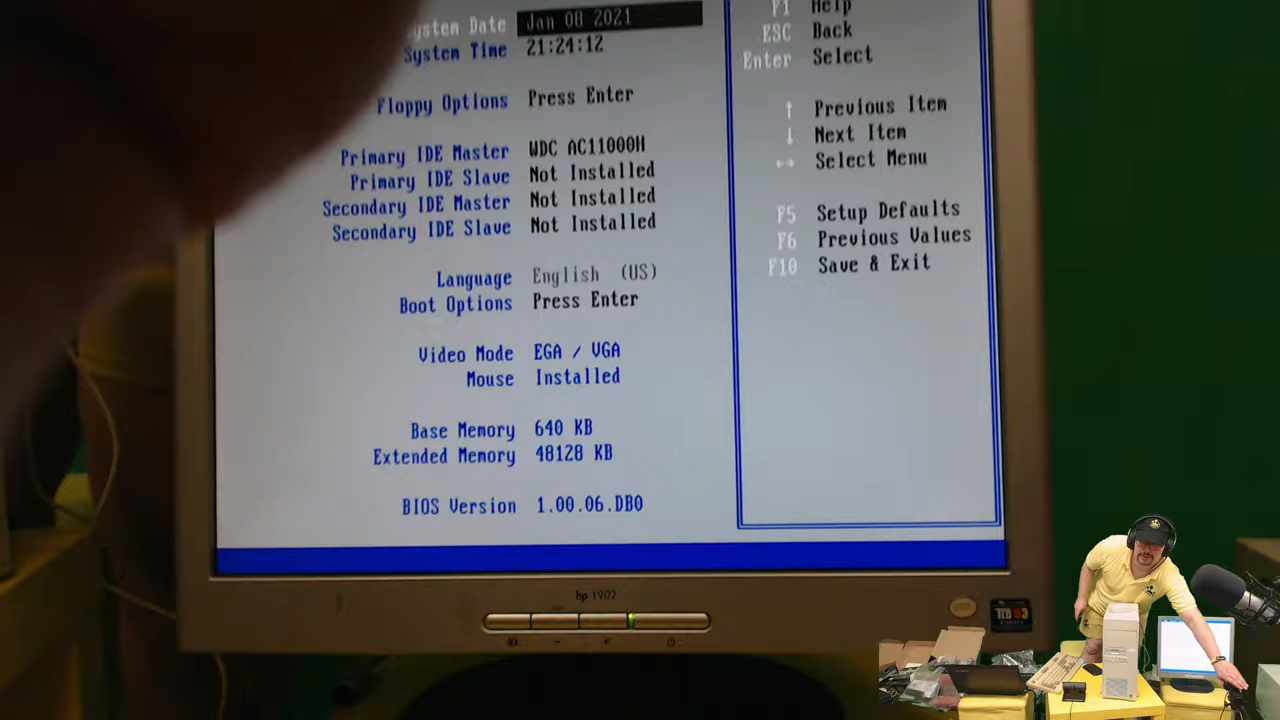 System Date Jan 08 2021
System Time 21:24:12
Floppy Options Press Enter
Primary IDE Master WDC AC11000H
Primary IDE Slave Not Installed
Secondary IDE Master Not Installed
Secondary IDE Slave Not Installed
Language English (US)
Boot Options Press Enter
Video Mode EGA / VGA
Mouse Installed
Base Memory 640 KB
Extended Memory 48128 KB
BIOS Version 1.00.06.DB0
F1 Help
ESC Back
Enter Select
↑ Previous Item
↓ Next Item
↔ Select Menu
F5 Setup Defaults
F6 Previous Values
F10 Save & Exit
hp 1902
TCO'03